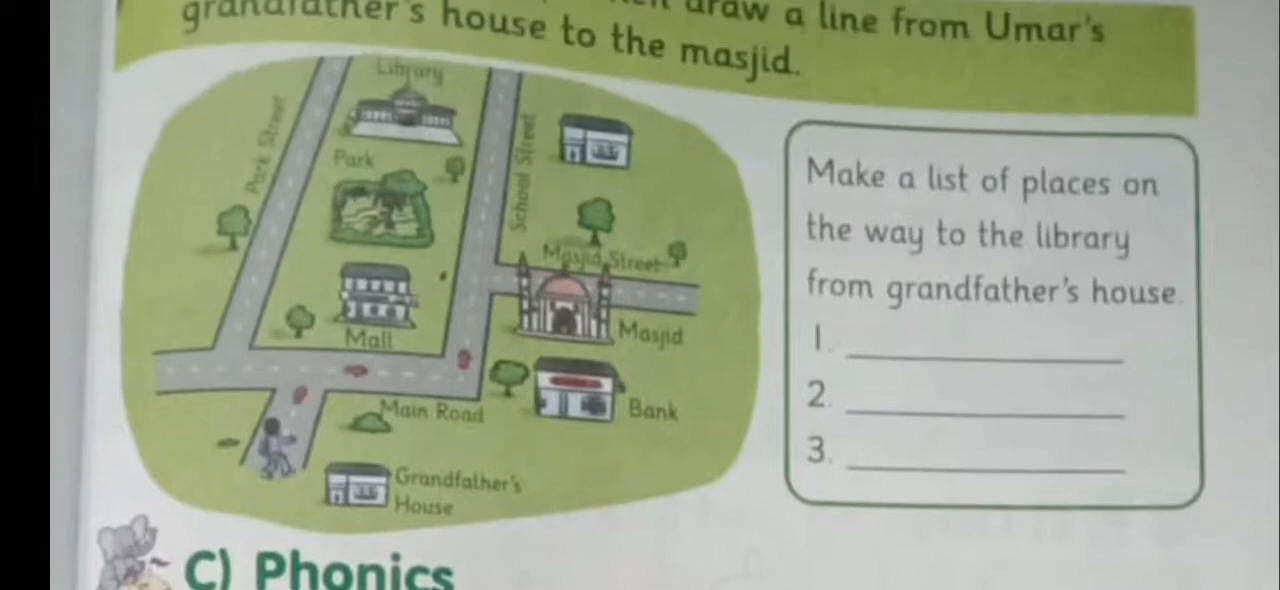 draw a line from Umar's
grandfather's house to the masjid.
Library
Park Street
School Street
Park
Masjid Street
Mall
Masjid
Main Road
Bank
Grandfather's
House
Make a list of places on
the way to the library
from grandfather's house.
1.
2.
3.
C) Phonics